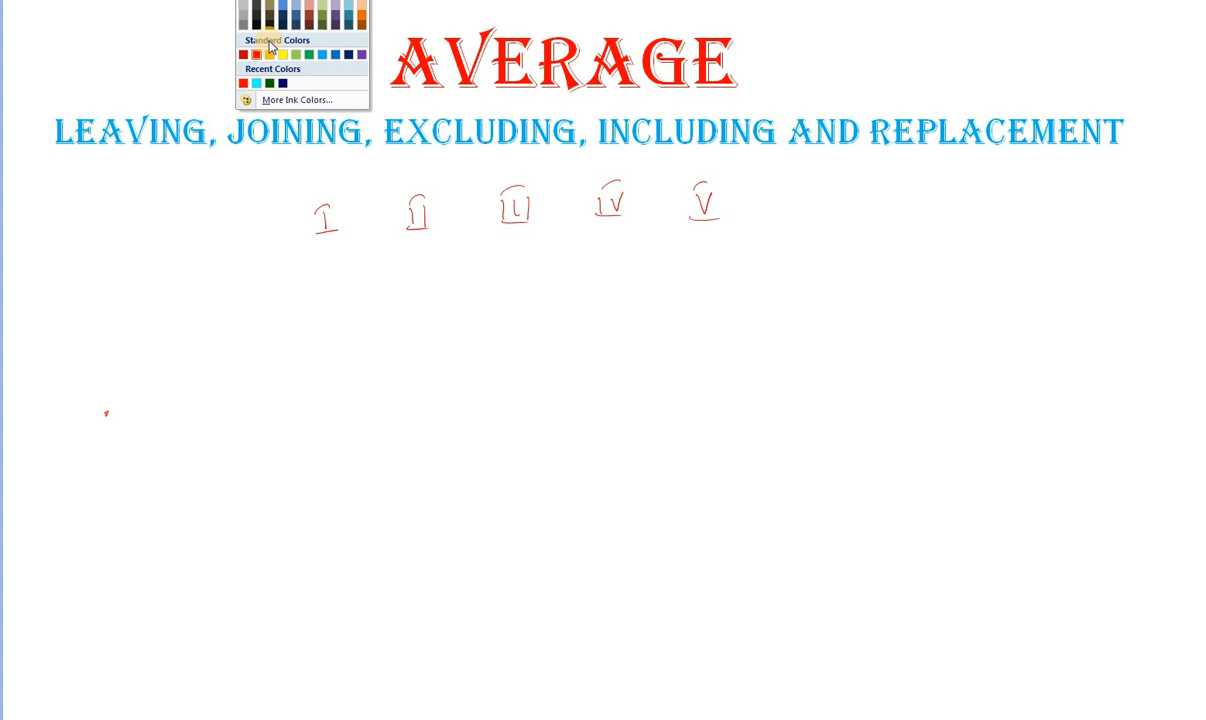 Standard Colors
Recent Colors
More Ink Colors...
AVERAGE
LEAVING, JOINING, EXCLUDING, INCLUDING AND REPLACEMENT
I II III IV V